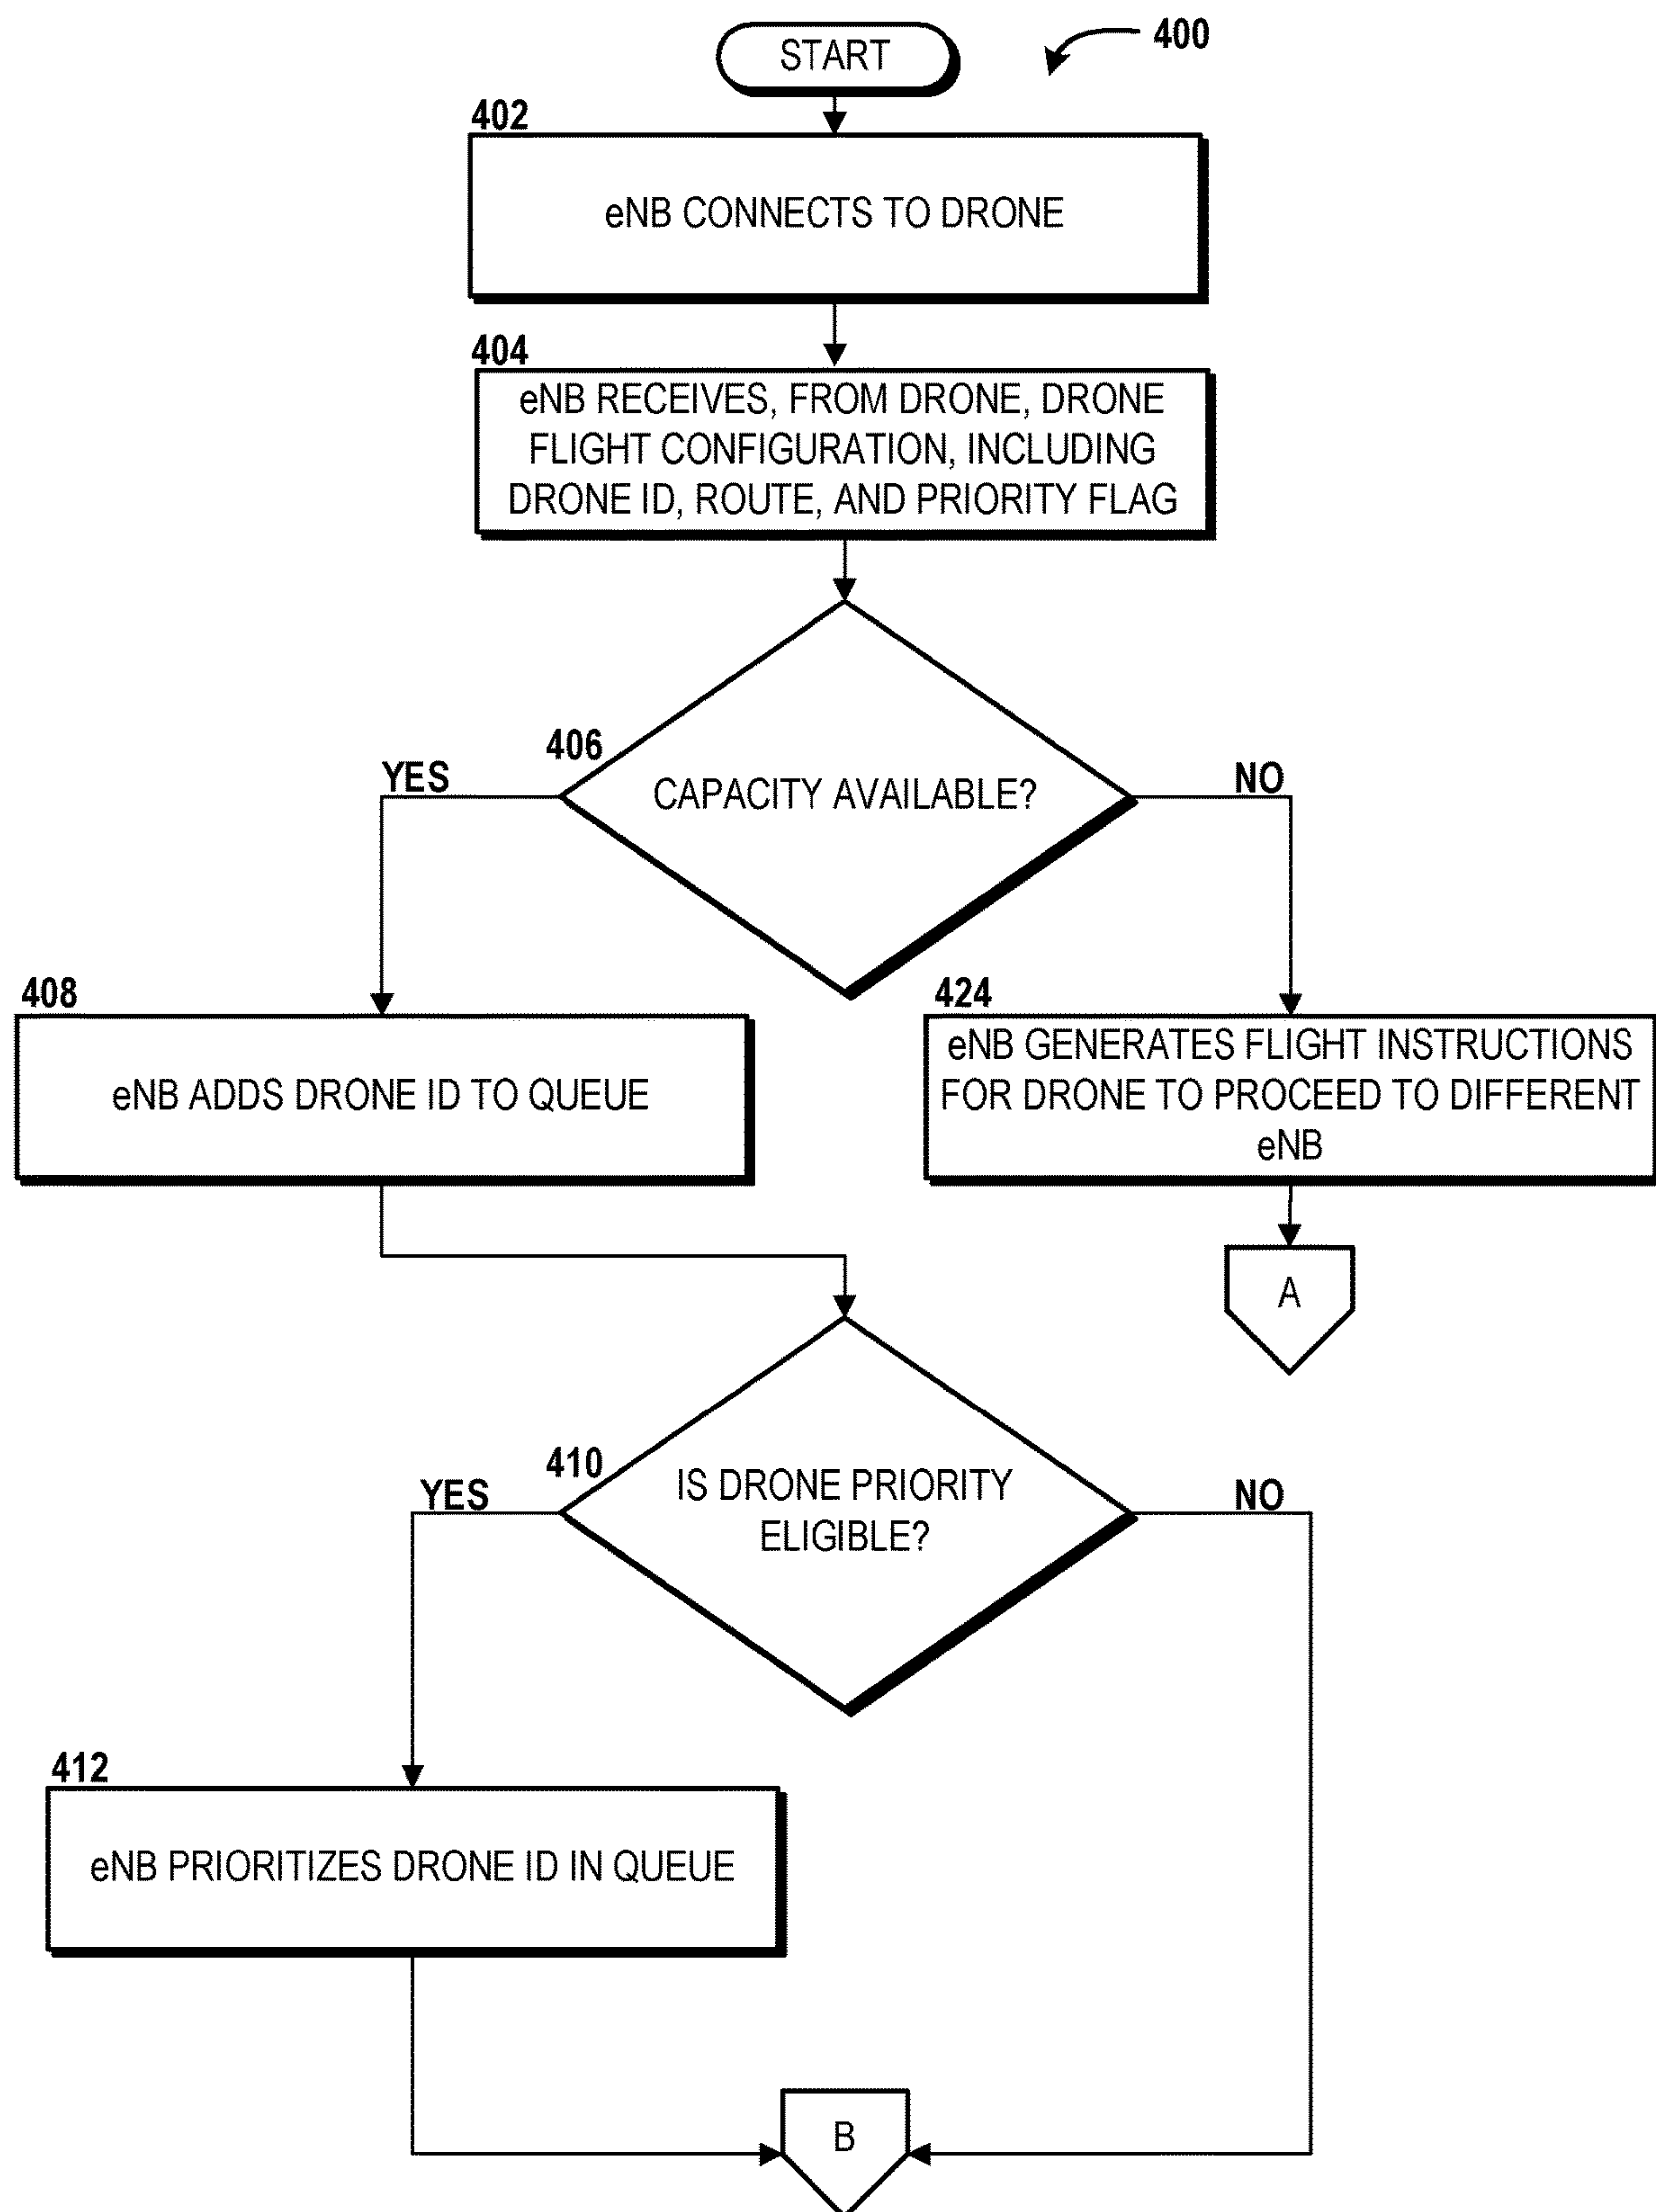 START
400
402
eNB CONNECTS TO DRONE
404
eNB RECEIVES, FROM DRONE, DRONE
FLIGHT CONFIGURATION, INCLUDING
DRONE ID, ROUTE, AND PRIORITY FLAG
406
YES
CAPACITY AVAILABLE?
NO
408
eNB ADDS DRONE ID TO QUEUE
424
eNB GENERATES FLIGHT INSTRUCTIONS
FOR DRONE TO PROCEED TO DIFFERENT
eNB
A
410
YES
IS DRONE PRIORITY
ELIGIBLE?
NO
412
eNB PRIORITIZES DRONE ID IN QUEUE
B